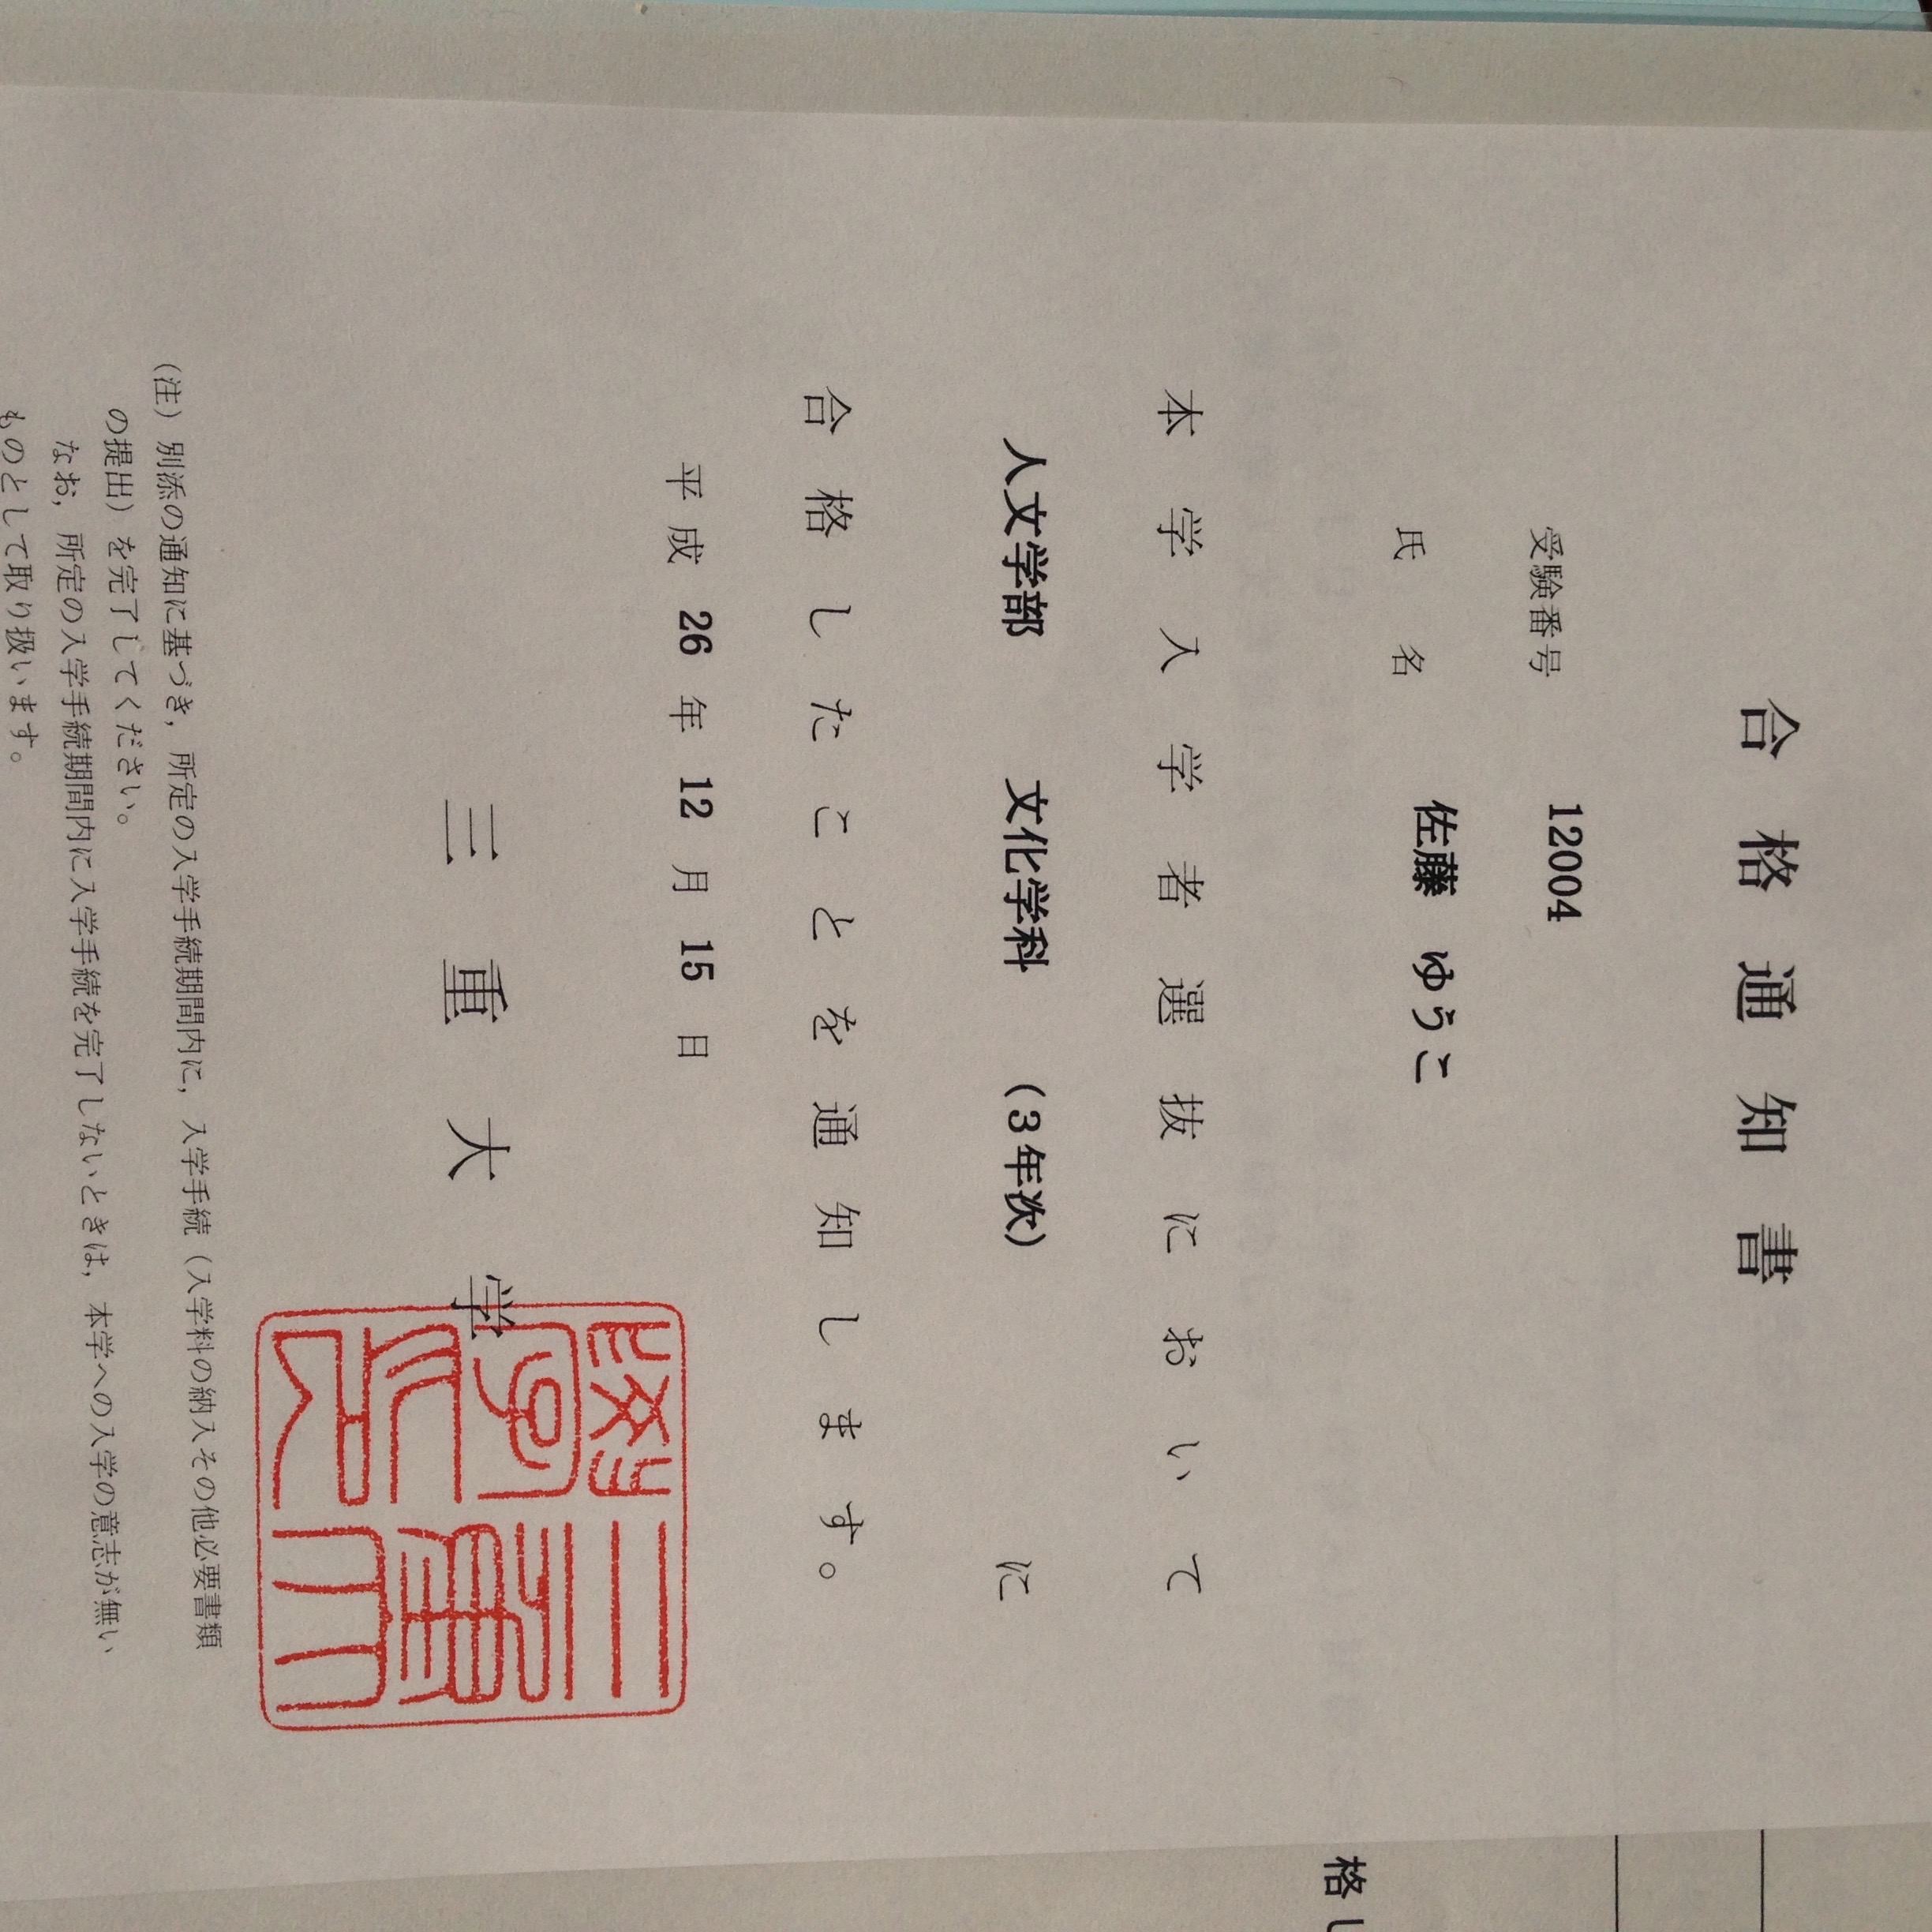 合格通知書
受験番号 12004
氏名 佐藤 ゆうこ
本学入学者選抜において
人文学部 文化学科 (3年次) に
合格したことを通知します。
平成 26 年 12 月 15 日
三重大学
(注) 別添の通知に基づき，所定の入学手続期間内に，入学手続（入学料の納入その他必要書類
の提出）を完了してください。
なお，所定の入学手続期間内に入学手続を完了しないときは，本学への入学の意志が無い
ものとして取り扱います。
格し